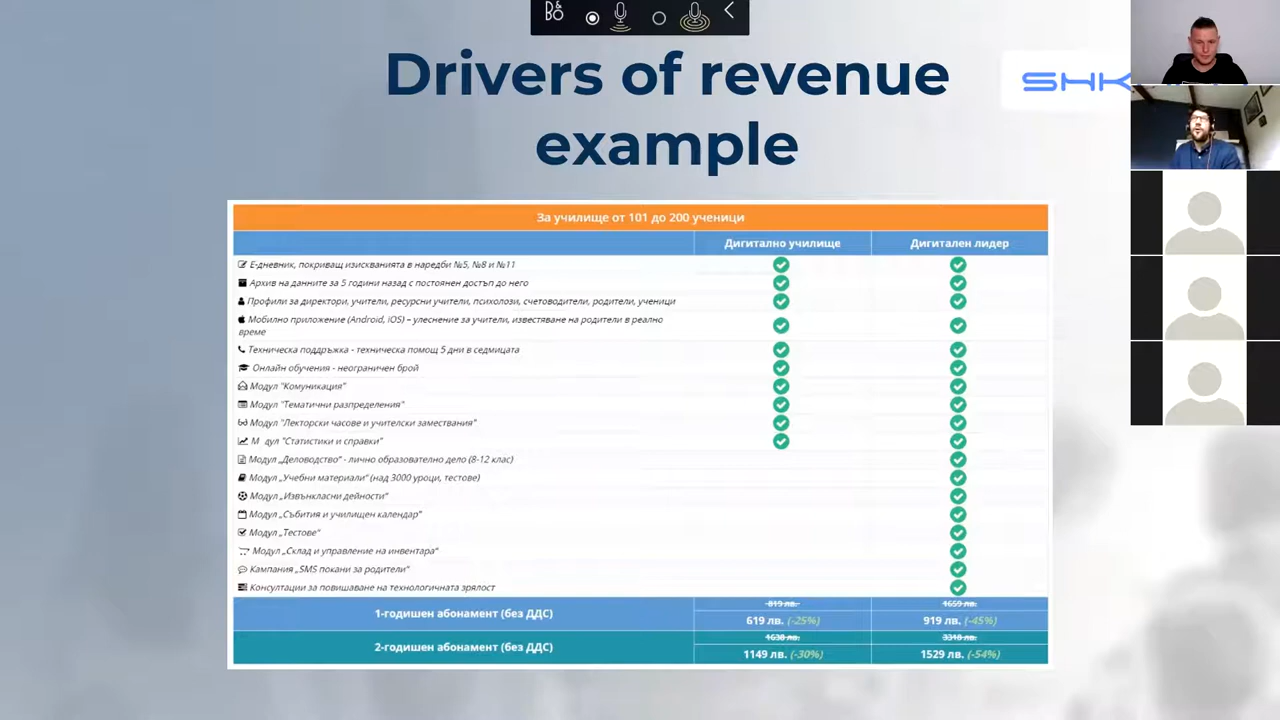 B&O
Drivers of revenue
example
SHK
За училище от 101 до 200 ученици
Дигитално училище
Дигитален лидер
Е-дневник, покриващ изискванията в наредби №5, №8 и №11
Архив на данните за 5 години назад с постоянен достъп до него
Профили за директори, учители, ресурсни учители, психолози, счетоводители, родители, ученици
Мобилно приложение (Android, iOS) – улеснение за учители, известяване на родители в реално
време
Техническа поддръжка - техническа помощ 5 дни в седмицата
Онлайн обучения - неограничен брой
Модул "Комуникация"
Модул "Тематични разпределения"
Модул "Лекторски часове и учителски замествания"
М дул "Статистики и справки"
Модул „Деловодство“ - лично образователно дело (8-12 клас)
Модул „Учебни материали“ (над 3000 уроци, тестове)
Модул „Извънкласни дейности“
Модул „Събития и училищен календар“
Модул „Тестове“
Модул „Склад и управление на инвентара“
Кампания „SMS покани за родители“
Консултации за повишаване на технологичната зрялост
1-годишен абонамент (без ДДС)
819 лв.
619 лв. (-25%)
1659 лв.
919 лв. (-45%)
2-годишен абонамент (без ДДС)
1638 лв.
1149 лв. (-30%)
3318 лв.
1529 лв. (-54%)